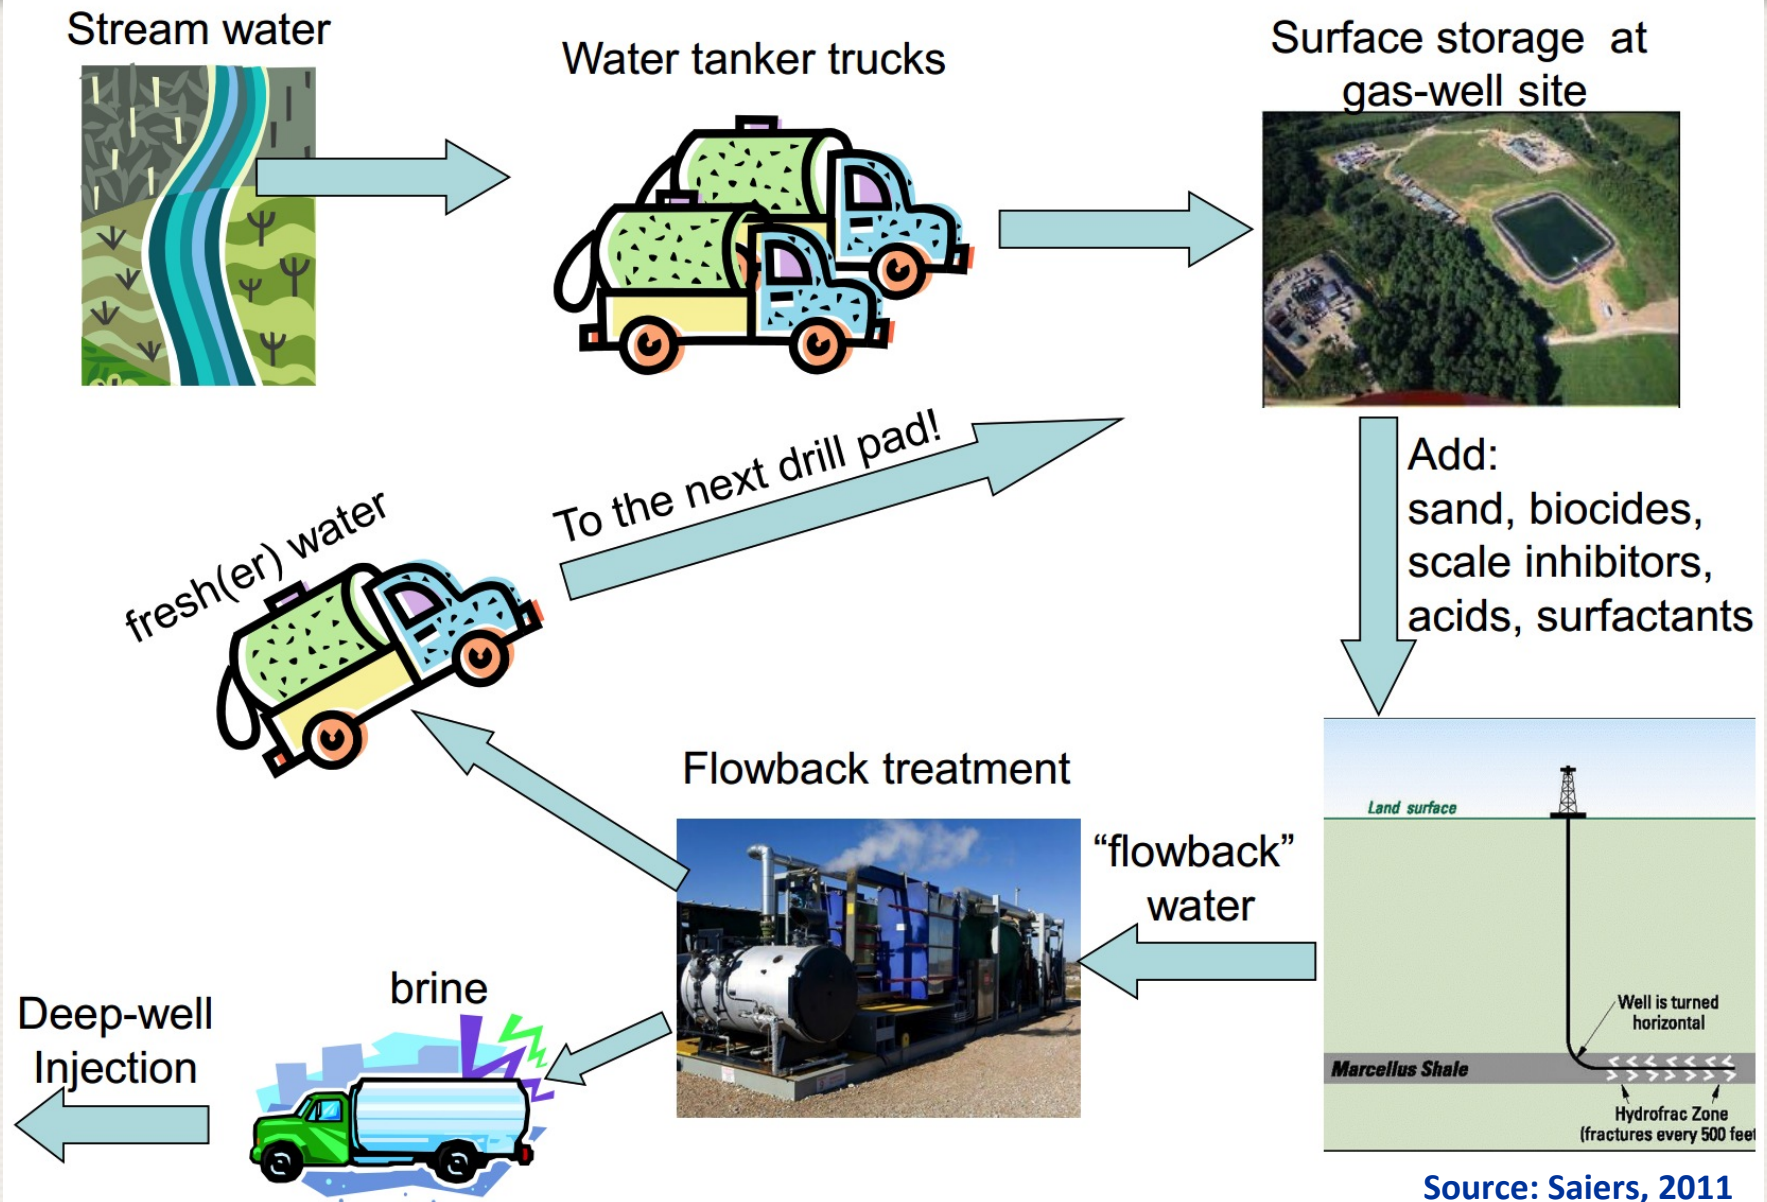 Stream water
Water tanker trucks
Surface storage at
gas-well site
Add:
sand, biocides,
scale inhibitors,
acids, surfactants
To the next drill pad!
fresh(er) water
Flowback treatment
“flowback”
water
Land surface
Well is turned
horizontal
Marcellus Shale
Hydrofrac Zone
(fractures every 500 feet
brine
Deep-well
Injection
Source: Saiers, 2011